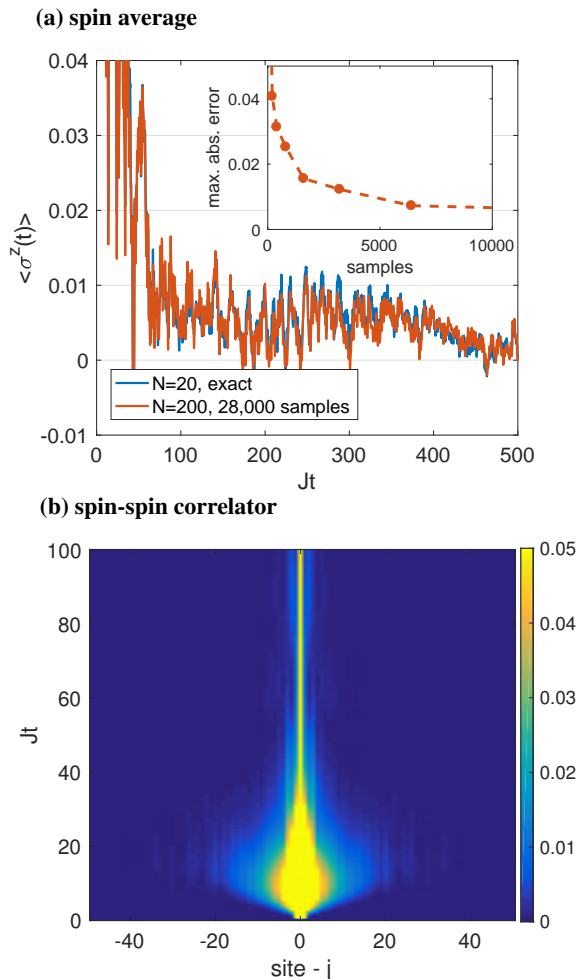 (a) spin average
0.04
0.03
0.02
0.01
0
-0.01
<σ^z(t)>
0 100 200 300 400 500
Jt
max. abs. error
0.04
0.02
0
0 5000 10000
samples
N=20, exact
N=200, 28,000 samples
(b) spin-spin correlator
100
80
60
40
20
0
Jt
-40 -20 0 20 40
site - j
0.05
0.04
0.03
0.02
0.01
0